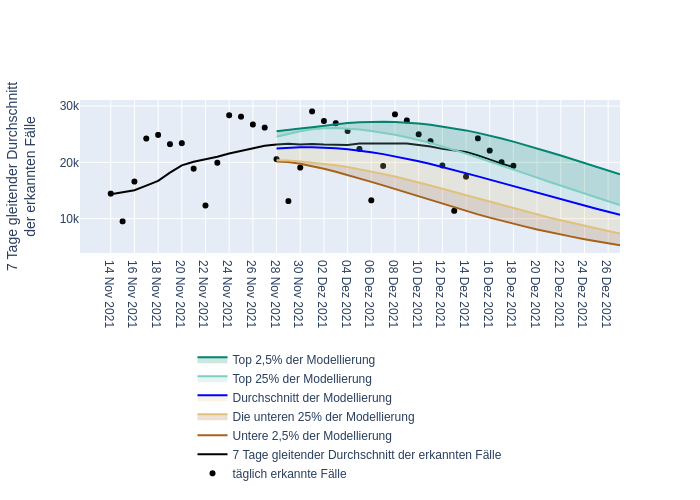 7 Tage gleitender Durchschnitt
der erkannten Fälle
30k
20k
10k
14 Nov 2021
16 Nov 2021
18 Nov 2021
20 Nov 2021
22 Nov 2021
24 Nov 2021
26 Nov 2021
28 Nov 2021
30 Nov 2021
02 Dez 2021
04 Dez 2021
06 Dez 2021
08 Dez 2021
10 Dez 2021
12 Dez 2021
14 Dez 2021
16 Dez 2021
18 Dez 2021
20 Dez 2021
22 Dez 2021
24 Dez 2021
26 Dez 2021
Top 2,5% der Modellierung
Top 25% der Modellierung
Durchschnitt der Modellierung
Die unteren 25% der Modellierung
Untere 2,5% der Modellierung
7 Tage gleitender Durchschnitt der erkannten Fälle
täglich erkannte Fälle